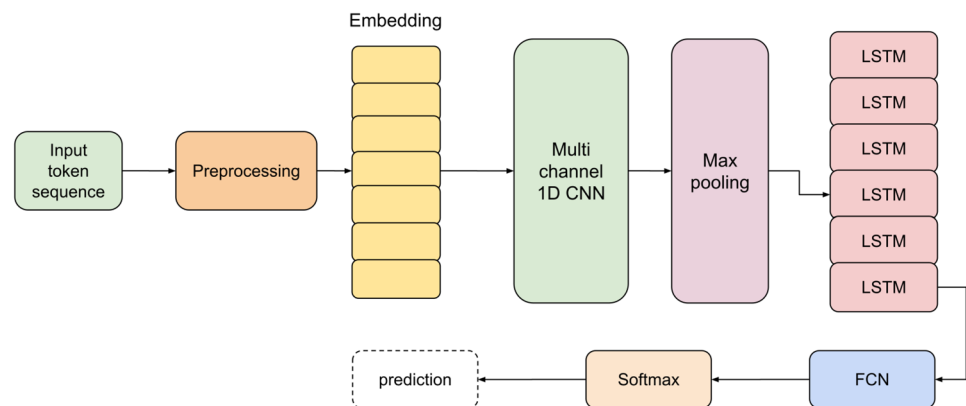 Embedding
Input
token
sequence
Preprocessing
Multi
channel
1D CNN
Max
pooling
LSTM
LSTM
LSTM
LSTM
LSTM
LSTM
prediction
Softmax
FCN